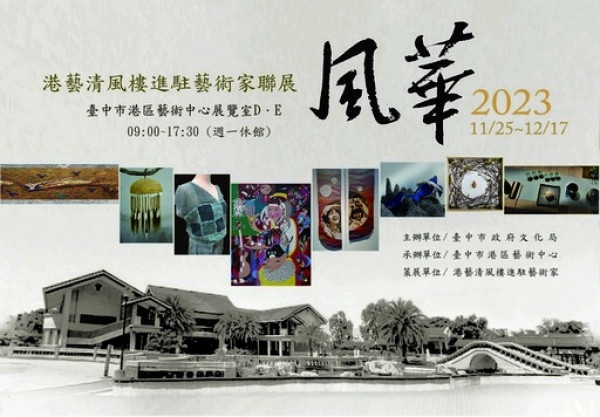 港藝清風樓進駐藝術家聯展
臺中市港區藝術中心展覽室D．E
09:00~17:30 (週一休館)
風華
2023
11/25~12/17
主辦單位/ 臺中市政府文化局
承辦單位/ 臺中市港區藝術中心
策展單位/ 港藝清風樓進駐藝術家